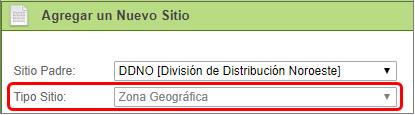 Agregar un Nuevo Sitio
Sitio Padre: DDNO [División de Distribución Noroeste]
Tipo Sitio: Zona Geográfica